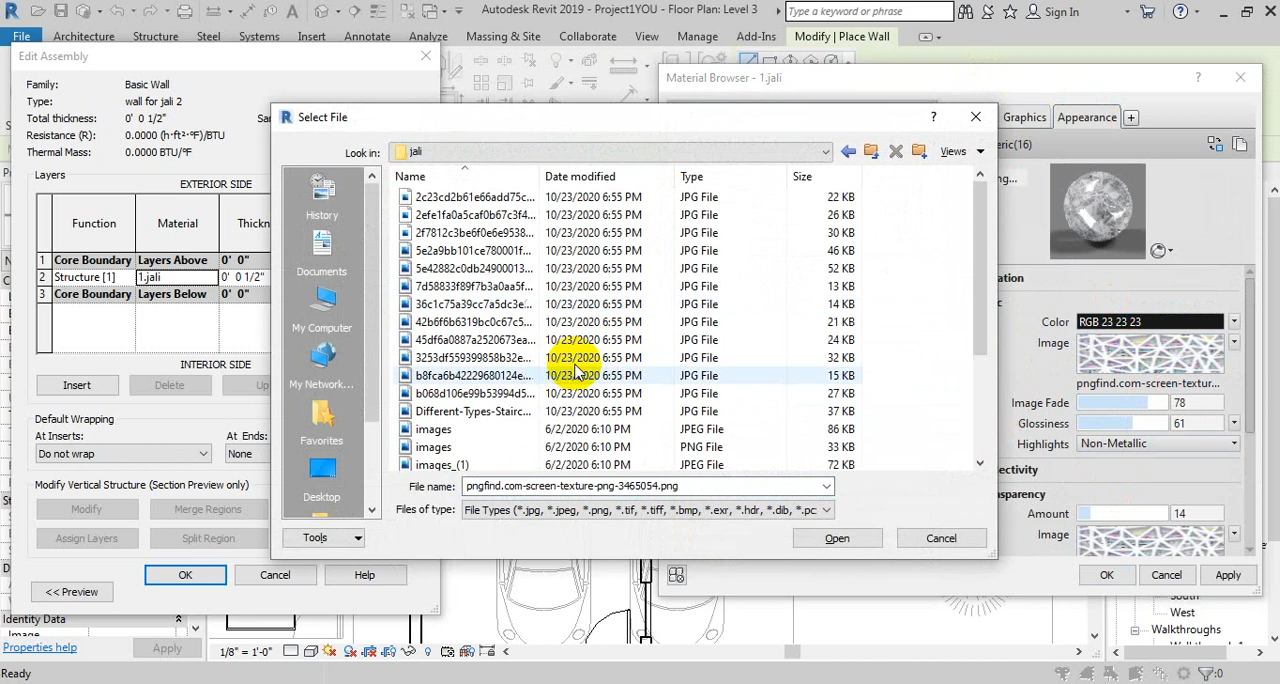 Autodesk Revit 2019 - Project1YOU - Floor Plan: Level 3
Type a keyword or phrase
Sign In
File Architecture Structure Steel Systems Insert Annotate Analyze Massing & Site Collaborate View Manage Add-Ins Modify | Place Wall
Edit Assembly
Family: Basic Wall
Type: wall for jali 2
Total thickness: 0' 0 1/2"
Resistance (R): 0.0000 (h·ft²·°F)/BTU
Thermal Mass: 0.0000 BTU/°F
Layers
EXTERIOR SIDE
Function Material
1 Core Boundary Layers Above 0' 0"
2 Structure [1] 1.jali 0' 0 1/2"
3 Core Boundary Layers Below 0' 0"
INTERIOR SIDE
Insert Delete Up
Default Wrapping
At Inserts: At Ends:
Do not wrap None
Modify Vertical Structure (Section Preview only)
Modify Merge Regions
Assign Layers Split Region
OK Cancel Help
<< Preview
Identity Data
Image
Properties help Apply
1/8" = 1'-0"
Ready
Select File
Look in: jali Views
History
Documents
My Computer
My Network...
Favorites
Desktop
Name Date modified Type Size
2c23cd2b61e66add75c... 10/23/2020 6:55 PM JPG File 22 KB
2efe1fa0a5caf0b67c3f4... 10/23/2020 6:55 PM JPG File 26 KB
2f7812c3be6f0e6e9538... 10/23/2020 6:55 PM JPG File 30 KB
5e2a9bb101ce780001f... 10/23/2020 6:55 PM JPG File 46 KB
5e42882c0db24900013... 10/23/2020 6:55 PM JPG File 52 KB
7d58833f89f7b3a0aa5f... 10/23/2020 6:55 PM JPG File 13 KB
36c1c75a39cc7a5dc3e... 10/23/2020 6:55 PM JPG File 14 KB
42b6f6b6319bc0c67c5... 10/23/2020 6:55 PM JPG File 21 KB
45df6a0887a2520673ea... 10/23/2020 6:55 PM JPG File 24 KB
3253df559399858b32e... 10/23/2020 6:55 PM JPG File 32 KB
10/23/2020 6:55 PM JPG File 15 KB
b068d106e99b53994d5... 10/23/2020 6:55 PM JPG File 27 KB
Different-Types-Stairc... 10/23/2020 6:55 PM JPG File 37 KB
images 6/2/2020 6:10 PM JPEG File 86 KB
images 6/2/2020 6:10 PM PNG File 33 KB
images_(1) 6/2/2020 6:10 PM JPEG File 72 KB
File name: pngfind.com-screen-texture-png-3465054.png
Files of type: File Types (*.jpg, *.jpeg, *.png, *.tif, *.tiff, *.bmp, *.exr, *.hdr, *.dib, *.pc
Tools Open Cancel
Material Browser - 1.jali
Graphics Appearance
eric(16)
Color RGB 23 23 23
Image
pngfind.com-screen-textur...
Image Fade 78
Glossiness 61
Highlights Non-Metallic
Amount 14
Image
OK Cancel Apply
South
West
Walkthroughs
:0